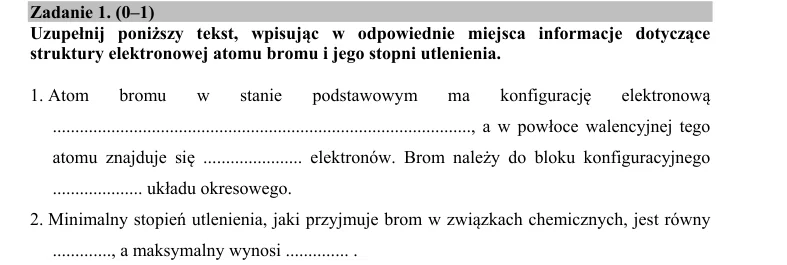 Zadanie 1. (0–1)
Uzupełnij poniższy tekst, wpisując w odpowiednie miejsca informacje dotyczące
struktury elektronowej atomu bromu i jego stopni utlenienia.
1. Atom bromu w stanie podstawowym ma konfigurację elektronową
............................................................................................., a w powłoce walencyjnej tego
atomu znajduje się ...................... elektronów. Brom należy do bloku konfiguracyjnego
.................... układu okresowego.
2. Minimalny stopień utlenienia, jaki przyjmuje brom w związkach chemicznych, jest równy
............., a maksymalny wynosi .............. .